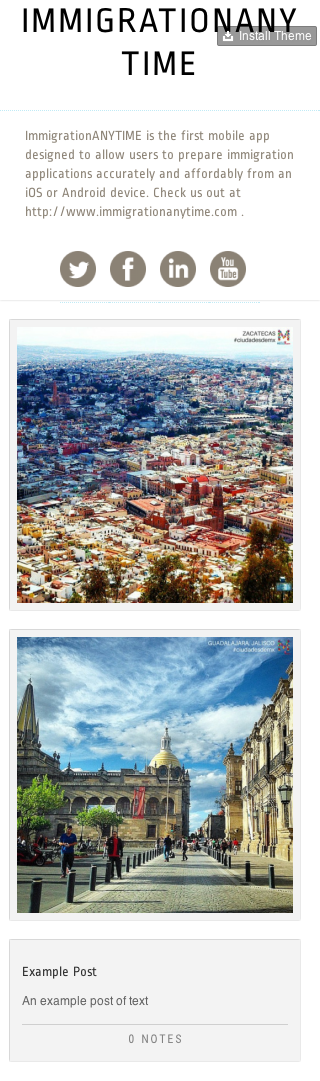 IMMIGRATIONANY
TIME
Install Theme
ImmigrationANYTIME is the first mobile app
designed to allow users to prepare immigration
applications accurately and affordably from an
iOS or Android device. Check us out at
http://www.immigrationanytime.com .
You
Tube
ZACATECAS
#ciudadesdemx
GUADALAJARA, JALISCO
#ciudadesdemx
Example Post
An example post of text
0 NOTES